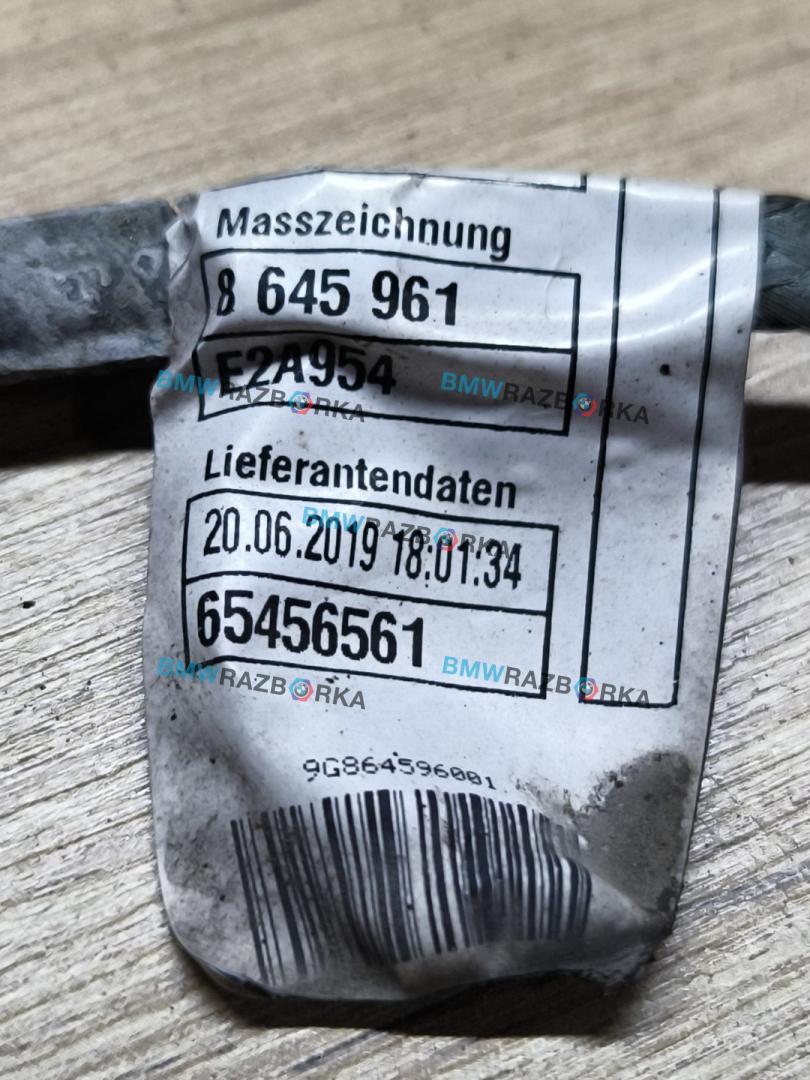 Masszeichnung
8 645 961
E2A954
BMWRAZBORKA
BMWRAZBORKA
Lieferantendaten
BMWRAZBORKA
20.06.2019 18:01:34
65456561
BMWRAZBORKA
BMWRAZBORKA
9G864596001